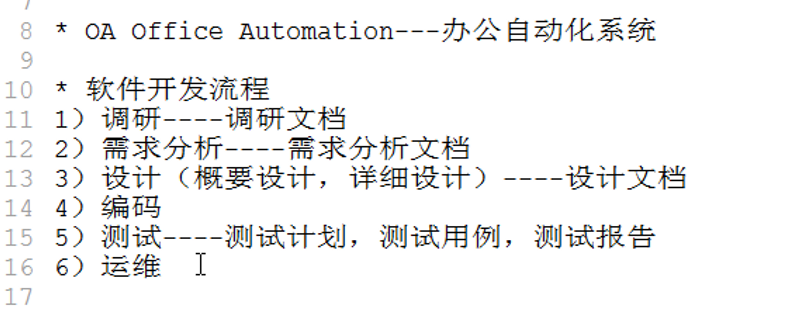 8 * OA Office Automation---办公自动化系统
9
10 * 软件开发流程
11 1）调研----调研文档
12 2）需求分析----需求分析文档
13 3）设计（概要设计，详细设计）----设计文档
14 4）编码
15 5）测试----测试计划，测试用例，测试报告
16 6）运维
17